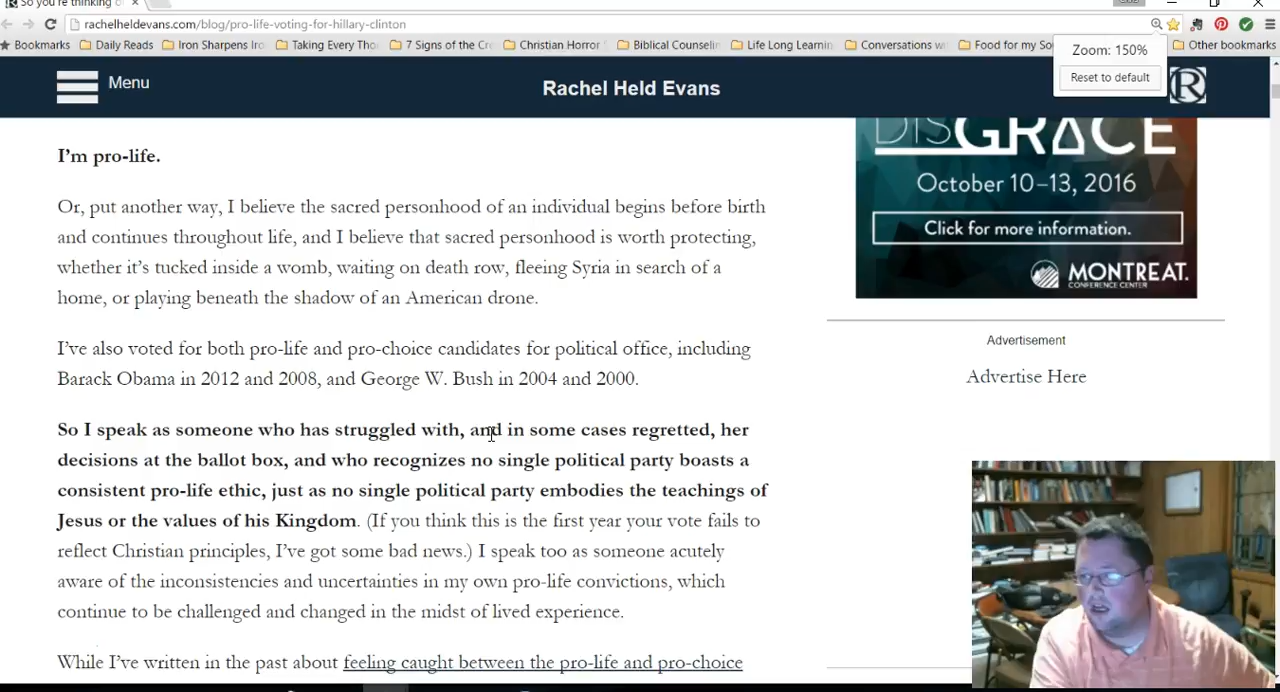 So you're thinking o
rachelheldevans.com/blog/pro-life-voting-for-hillary-clinton
Bookmarks Daily Reads Iron Sharpens Iro Taking Every Tho 7 Signs of the Cre Christian Horror Biblical Counselin Life Long Learnin Conversations wi Food for my So Other bookmarks
Zoom: 150%
Reset to default
Menu
Rachel Held Evans
R
DISGRACE
October 10–13, 2016
Click for more information.
MONTREAT.
CONFERENCE CENTER
Advertisement
Advertise Here
I'm pro-life.
Or, put another way, I believe the sacred personhood of an individual begins before birth
and continues throughout life, and I believe that sacred personhood is worth protecting,
whether it's tucked inside a womb, waiting on death row, fleeing Syria in search of a
home, or playing beneath the shadow of an American drone.
I've also voted for both pro-life and pro-choice candidates for political office, including
Barack Obama in 2012 and 2008, and George W. Bush in 2004 and 2000.
So I speak as someone who has struggled with, and in some cases regretted, her
decisions at the ballot box, and who recognizes no single political party boasts a
consistent pro-life ethic, just as no single political party embodies the teachings of
Jesus or the values of his Kingdom. (If you think this is the first year your vote fails to
reflect Christian principles, I've got some bad news.) I speak too as someone acutely
aware of the inconsistencies and uncertainties in my own pro-life convictions, which
continue to be challenged and changed in the midst of lived experience.
While I've written in the past about feeling caught between the pro-life and pro-choice